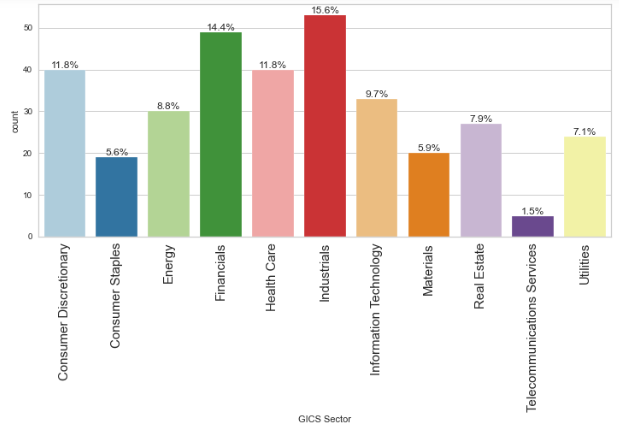 15.6%
14.4%
11.8%
11.8%
9.7%
8.8%
7.9%
7.1%
5.9%
5.6%
1.5%
50
40
30
20
10
0
count
Consumer Discretionary
Consumer Staples
Energy
Financials
Health Care
Industrials
Information Technology
Materials
Real Estate
Telecommunications Services
Utilities
GICS Sector